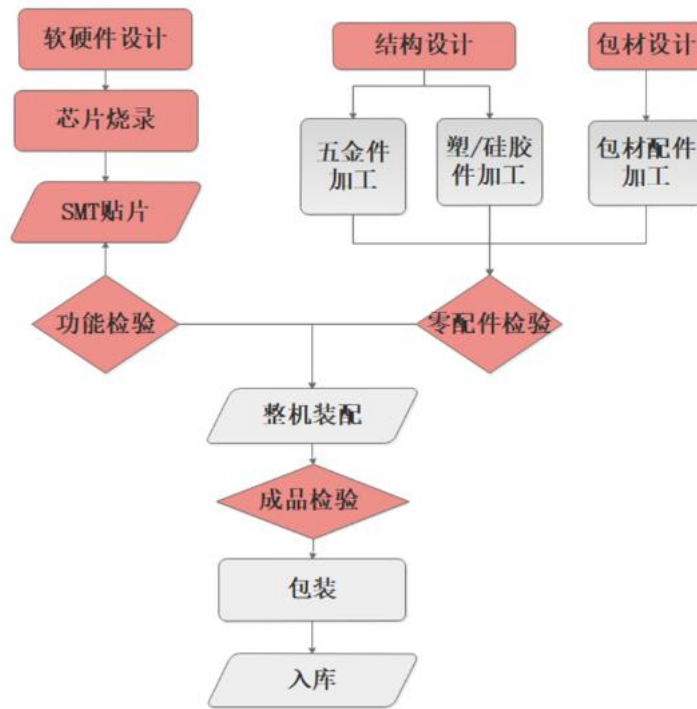 软硬件设计
结构设计
包材设计
芯片烧录
五金件
加工
塑/硅胶
件加工
包材配件
加工
SMT贴片
功能检验
零配件检验
整机装配
成品检验
包装
入库